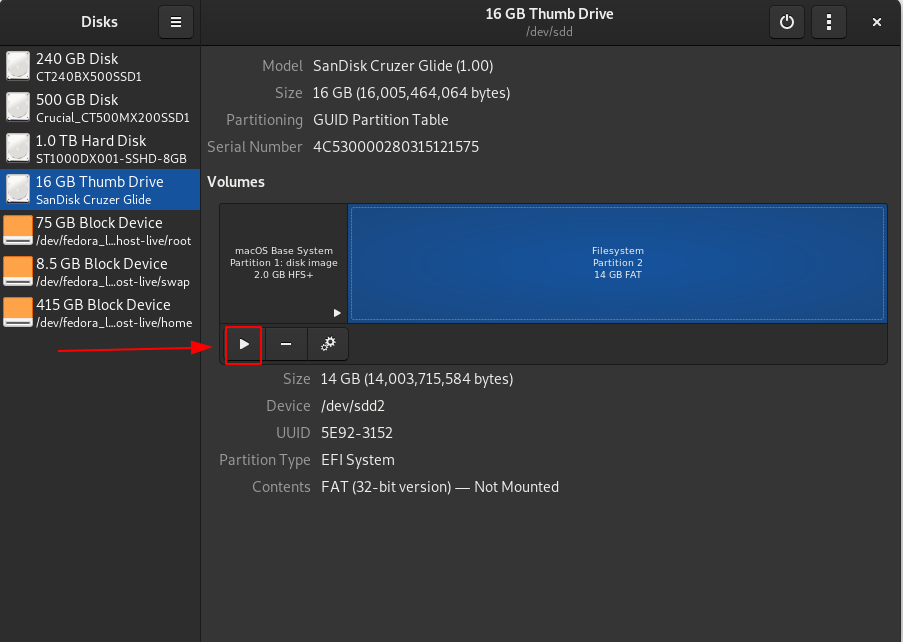 Disks
16 GB Thumb Drive
/dev/sdd
240 GB Disk
CT240BX500SSD1
500 GB Disk
Crucial_CT500MX200SSD1
1.0 TB Hard Disk
ST1000DX001-SSHD-8GB
16 GB Thumb Drive
SanDisk Cruzer Glide
75 GB Block Device
/dev/fedora_l…host-live/root
8.5 GB Block Device
/dev/fedora_l…ost-live/swap
415 GB Block Device
/dev/fedora_l…ost-live/home
Model SanDisk Cruzer Glide (1.00)
Size 16 GB (16,005,464,064 bytes)
Partitioning GUID Partition Table
Serial Number 4C530000280315121575
Volumes
macOS Base System
Partition 1: disk image
2.0 GB HFS+
Filesystem
Partition 2
14 GB FAT
Size 14 GB (14,003,715,584 bytes)
Device /dev/sdd2
UUID 5E92-3152
Partition Type EFI System
Contents FAT (32-bit version) — Not Mounted